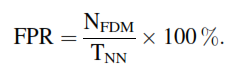 FPR = N_FDM / T_NN × 100 %.